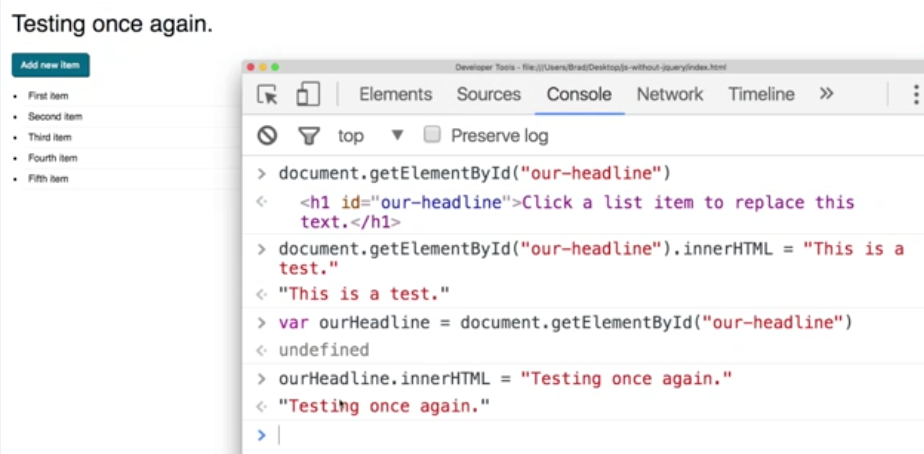 Testing once again.
Add new item
First item
Second item
Third item
Fourth item
Fifth item
Developer Tools - file:///Users/Brad/Desktop/js-without-jquery/index.html
Elements Sources Console Network Timeline »
top ▼ Preserve log
> document.getElementById("our-headline")
<h1 id="our-headline">Click a list item to replace this
text.</h1>
> document.getElementById("our-headline").innerHTML = "This is a
test."
"This is a test."
> var ourHeadline = document.getElementById("our-headline")
undefined
> ourHeadline.innerHTML = "Testing once again."
"Testing once again."
>